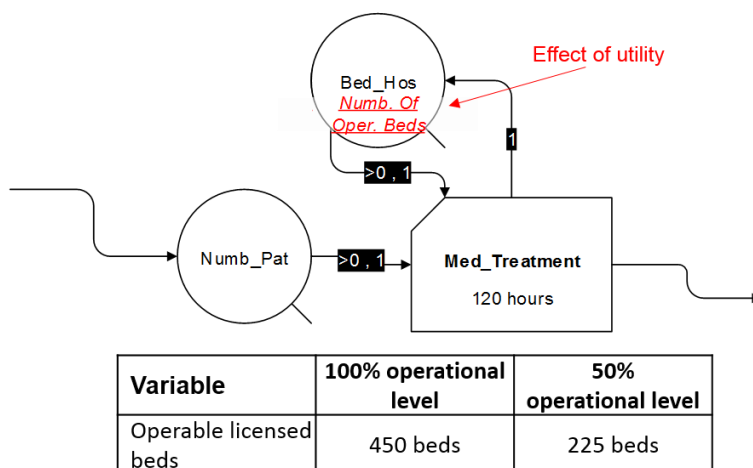 Effect of utility
Bed_Hos
Numb. Of
Oper. Beds
1
>0 , 1
Numb_Pat
>0 , 1
Med_Treatment
120 hours
Variable
100% operational
level
50%
operational level
Operable licensed
beds
450 beds
225 beds